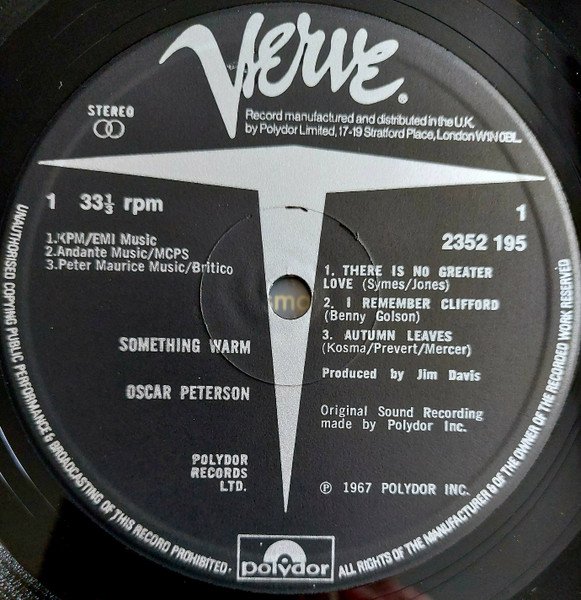 Verve.
STEREO
Record manufactured and distributed in the U.K.
by Polydor Limited, 17-19 Stratford Place, London W1N 0BL.
1 33⅓ rpm
1
2352 195
1.KPM/EMI Music
2.Andante Music/MCPS
3.Peter Maurice Music/Britico
1. THERE IS NO GREATER
LOVE (Symes/Jones)
2. I REMEMBER CLIFFORD
(Benny Golson)
3. AUTUMN LEAVES
(Kosma/Prevert/Mercer)
Produced by Jim Davis
SOMETHING WARM
OSCAR PETERSON
Original Sound Recording
made by Polydor Inc.
POLYDOR
RECORDS
LTD.
℗ 1967 POLYDOR INC.
UNAUTHORISED COPYING PUBLIC PERFORMANCE & BROADCASTING OF THIS RECORD PROHIBITED · ALL RIGHTS OF THE MANUFACTURER & OF THE OWNER OF THE RECORDED WORK RESERVED
polydor